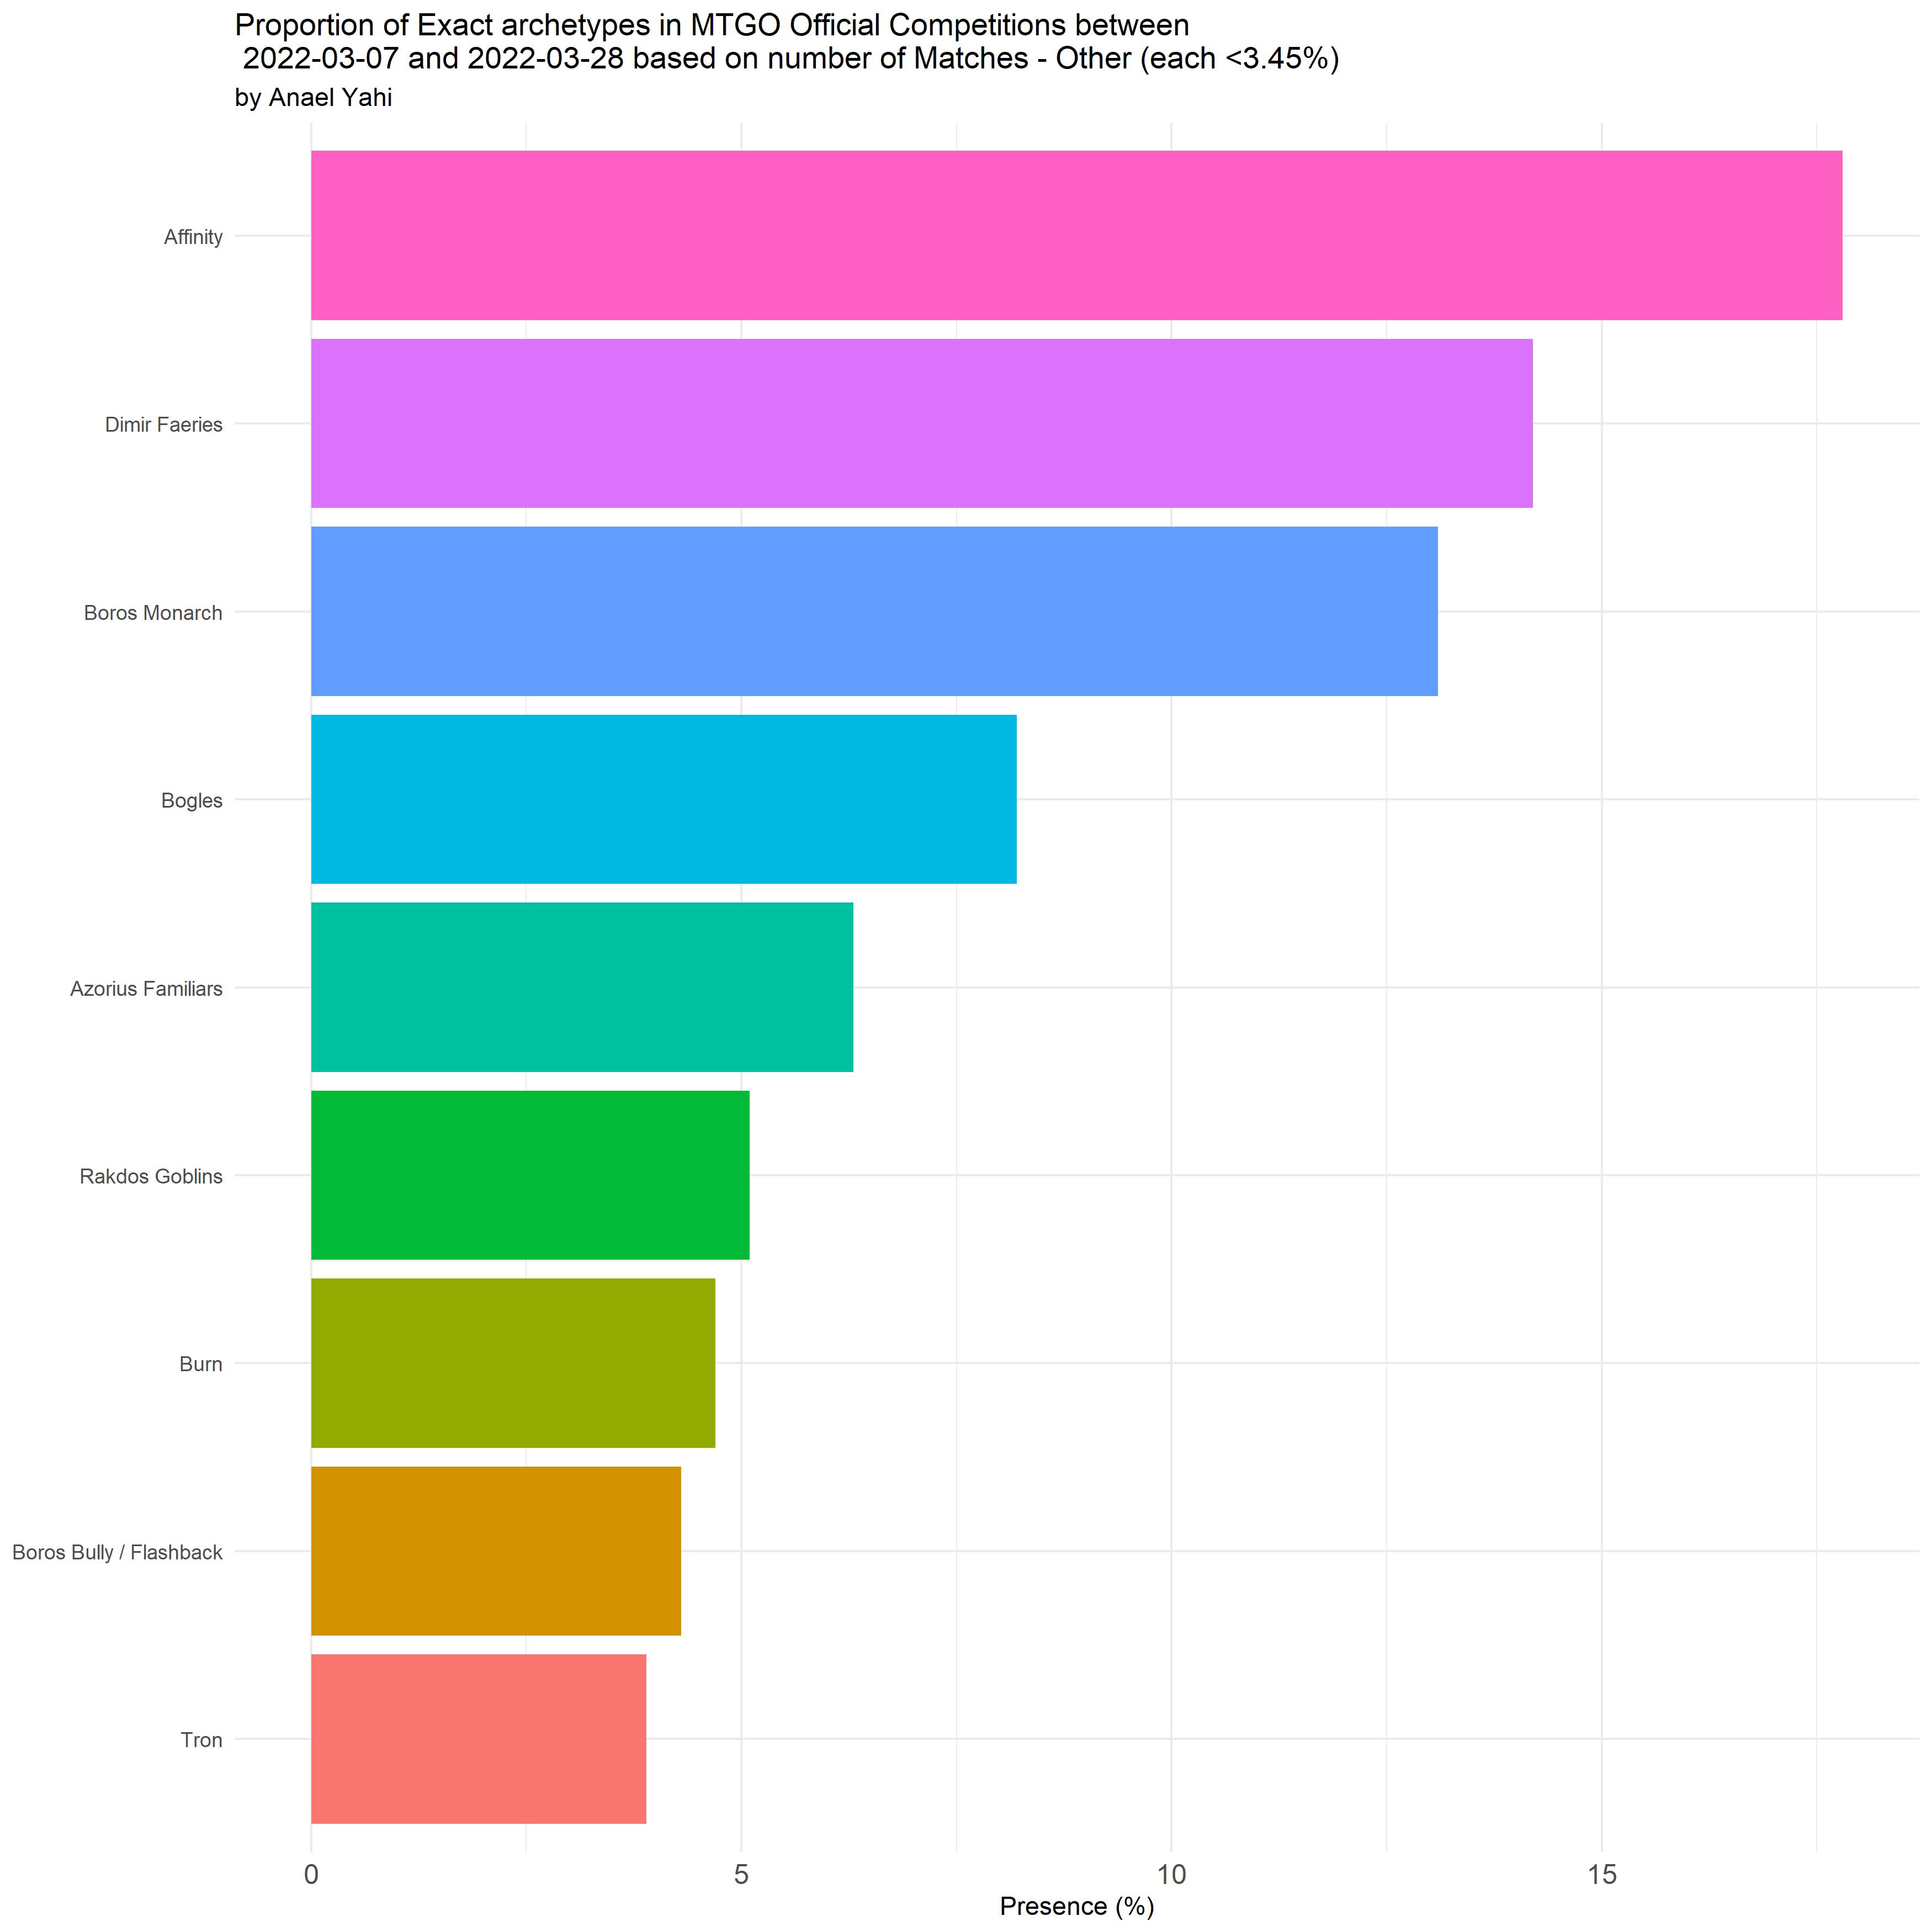 Proportion of Exact archetypes in MTGO Official Competitions between
2022-03-07 and 2022-03-28 based on number of Matches - Other (each <3.45%)
by Anael Yahi
Affinity
Dimir Faeries
Boros Monarch
Bogles
Azorius Familiars
Rakdos Goblins
Burn
Boros Bully / Flashback
Tron
0 5 10 15
Presence (%)